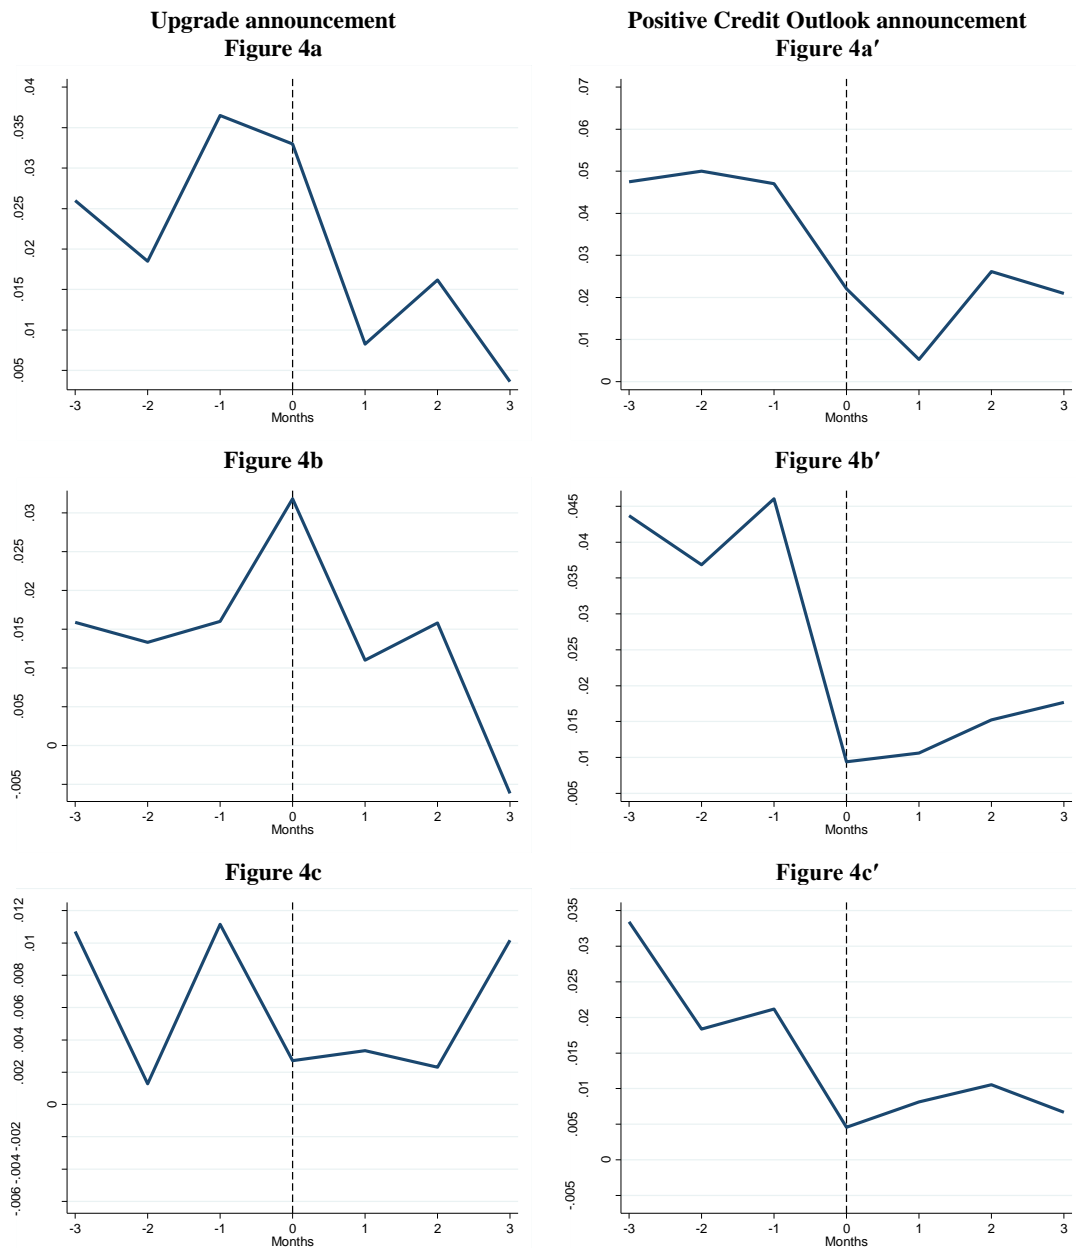 Upgrade announcement
Positive Credit Outlook announcement
Figure 4a
Figure 4a′
.04
.035
.03
.025
.02
.015
.01
.005
-3 -2 -1 0 1 2 3
Months
.07
.06
.05
.04
.03
.02
.01
0
-3 -2 -1 0 1 2 3
Months
Figure 4b
Figure 4b′
.03
.025
.02
.015
.01
.005
0
-.005
-3 -2 -1 0 1 2 3
Months
.045
.04
.035
.03
.025
.02
.015
.01
.005
-3 -2 -1 0 1 2 3
Months
Figure 4c
Figure 4c′
.012
.01
.008
.006
.004
.002
0
-.002
-.004
-.006
-3 -2 -1 0 1 2 3
Months
.035
.03
.025
.02
.015
.01
.005
0
-.005
-3 -2 -1 0 1 2 3
Months